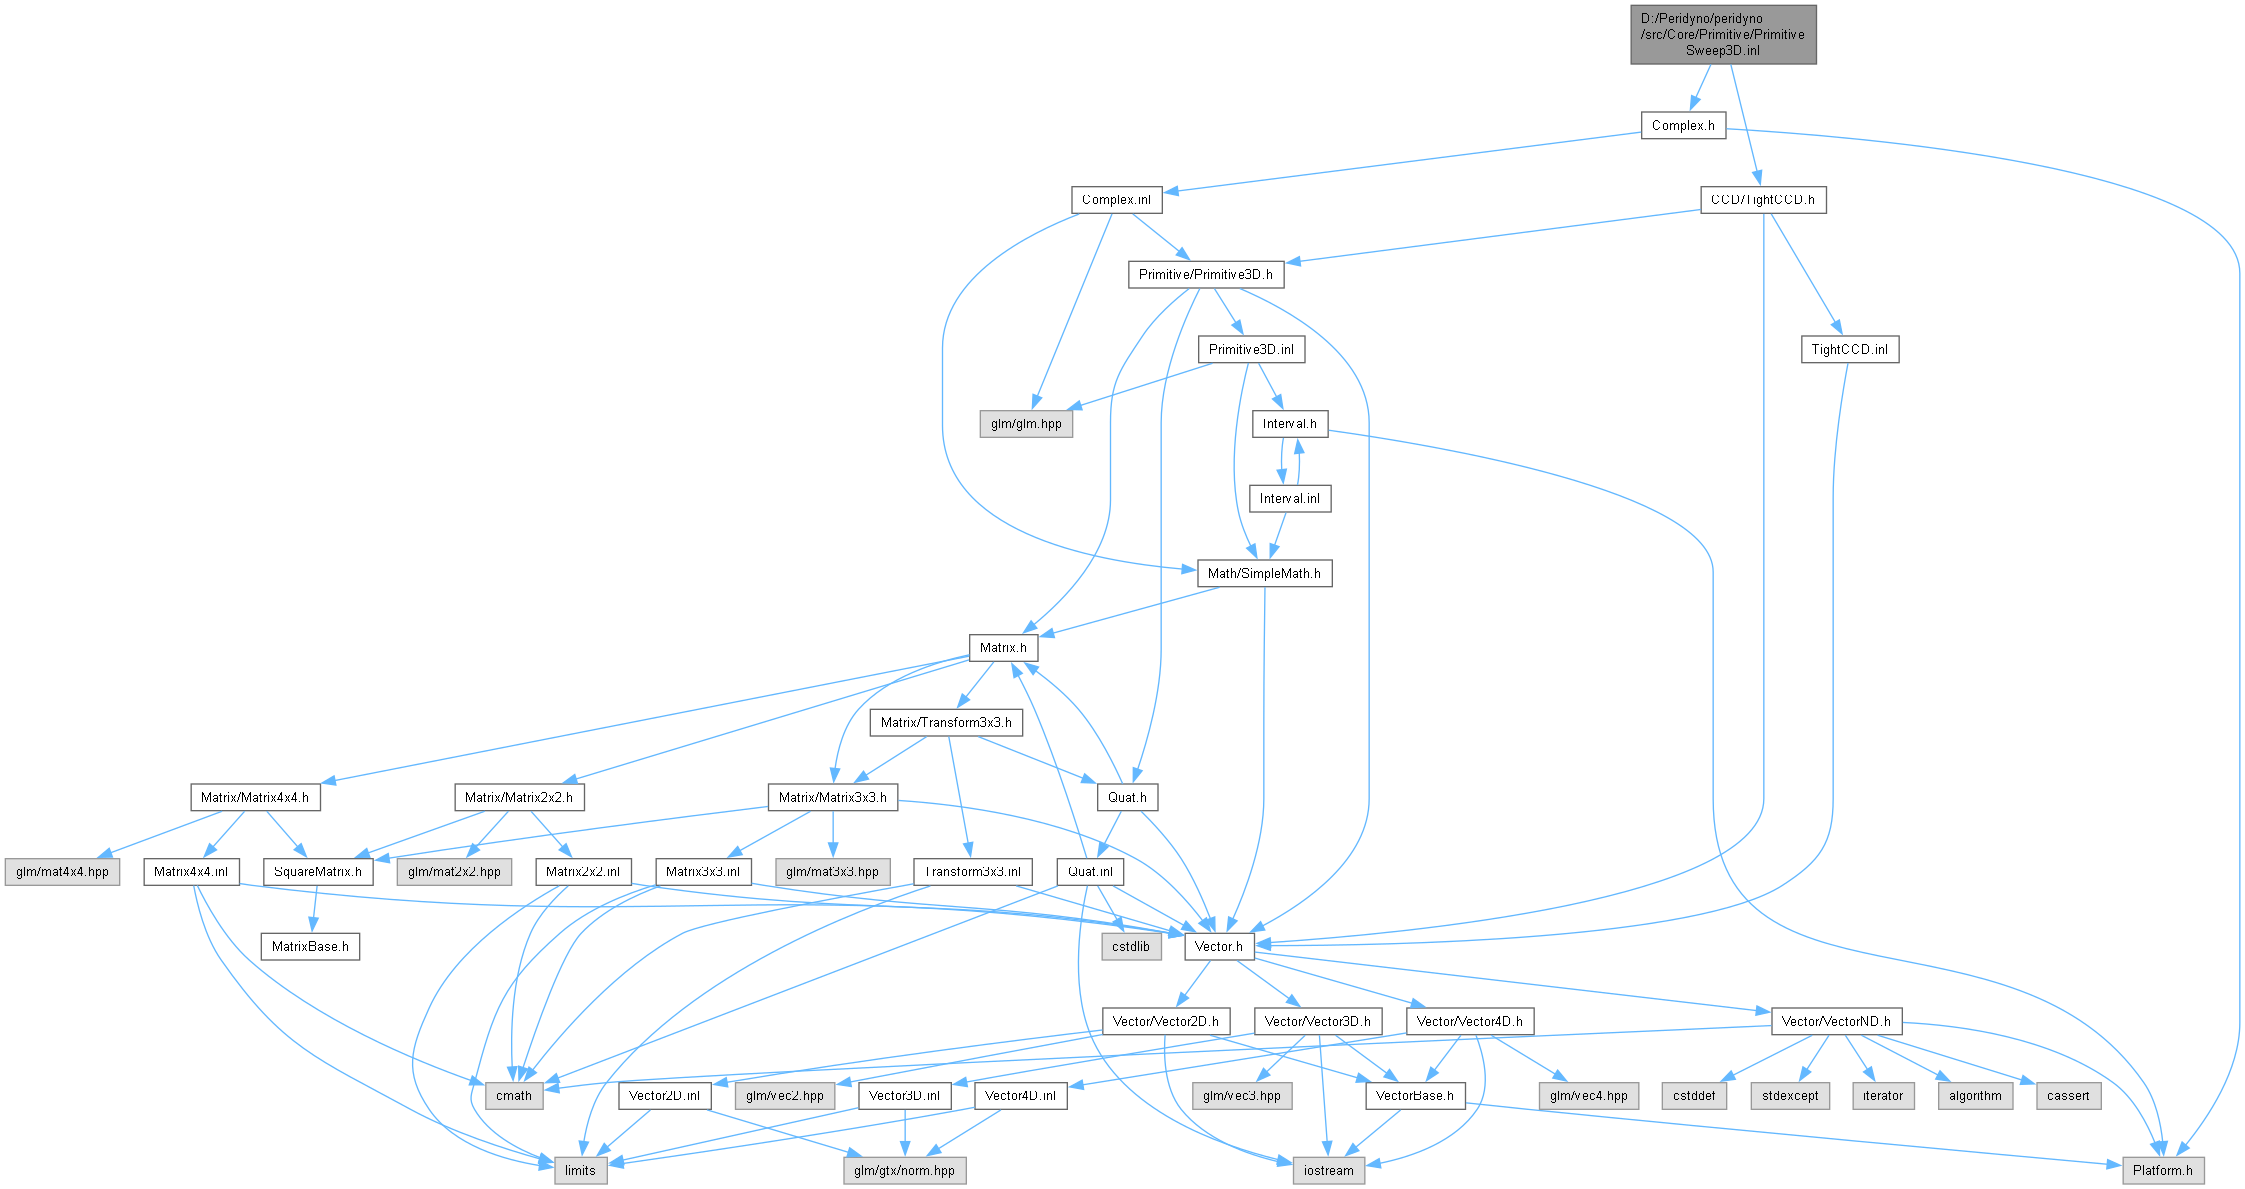 D:/Peridyno/peridyno
/src/Core/Primitive/Primitive
Sweep3D.inl
Complex.h
Complex.inl
CCD/TightCCD.h
Primitive/Primitive3D.h
Primitive3D.inl
TightCCD.inl
glm/glm.hpp
Interval.h
Interval.inl
Math/SimpleMath.h
Matrix.h
Matrix/Transform3x3.h
Matrix/Matrix4x4.h
Matrix/Matrix2x2.h
Matrix/Matrix3x3.h
Quat.h
glm/mat4x4.hpp
Matrix4x4.inl
SquareMatrix.h
glm/mat2x2.hpp
Matrix2x2.inl
Matrix3x3.inl
glm/mat3x3.hpp
Transform3x3.inl
Quat.inl
MatrixBase.h
cstdlib
Vector.h
Vector/Vector2D.h
Vector/Vector3D.h
Vector/Vector4D.h
Vector/VectorND.h
cmath
Vector2D.inl
glm/vec2.hpp
Vector3D.inl
Vector4D.inl
glm/vec3.hpp
VectorBase.h
glm/vec4.hpp
cstddef
stdexcept
iterator
algorithm
cassert
limits
glm/gtx/norm.hpp
iostream
Platform.h